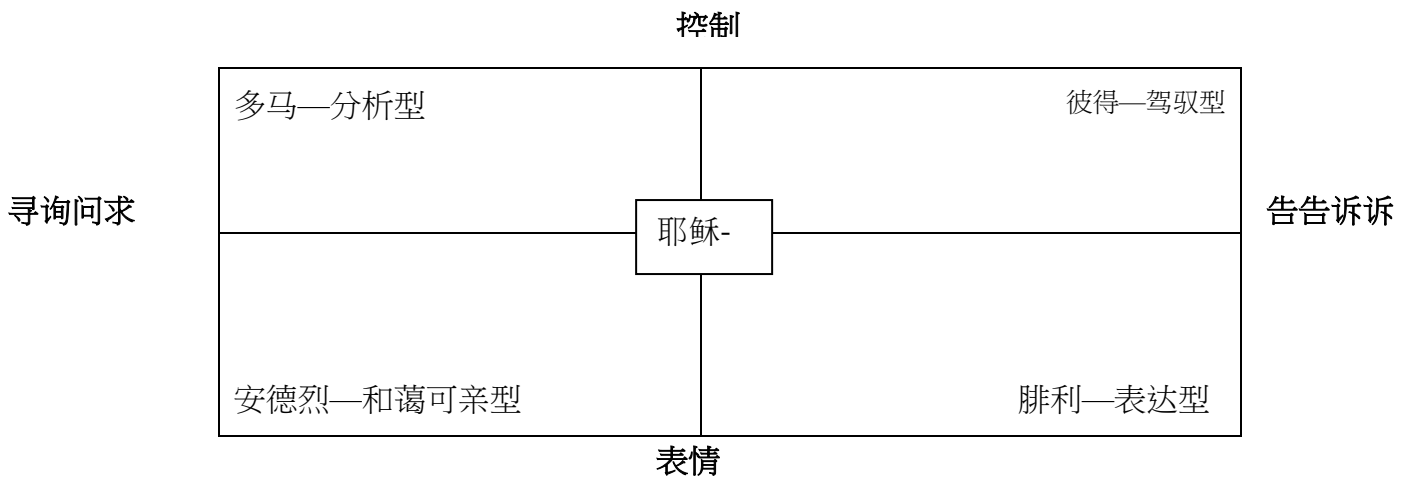 控制
多马—分析型
彼得—驾驭型
寻询问求
告告诉诉
耶稣-
安德烈—和蔼可亲型
腓利—表达型
表情